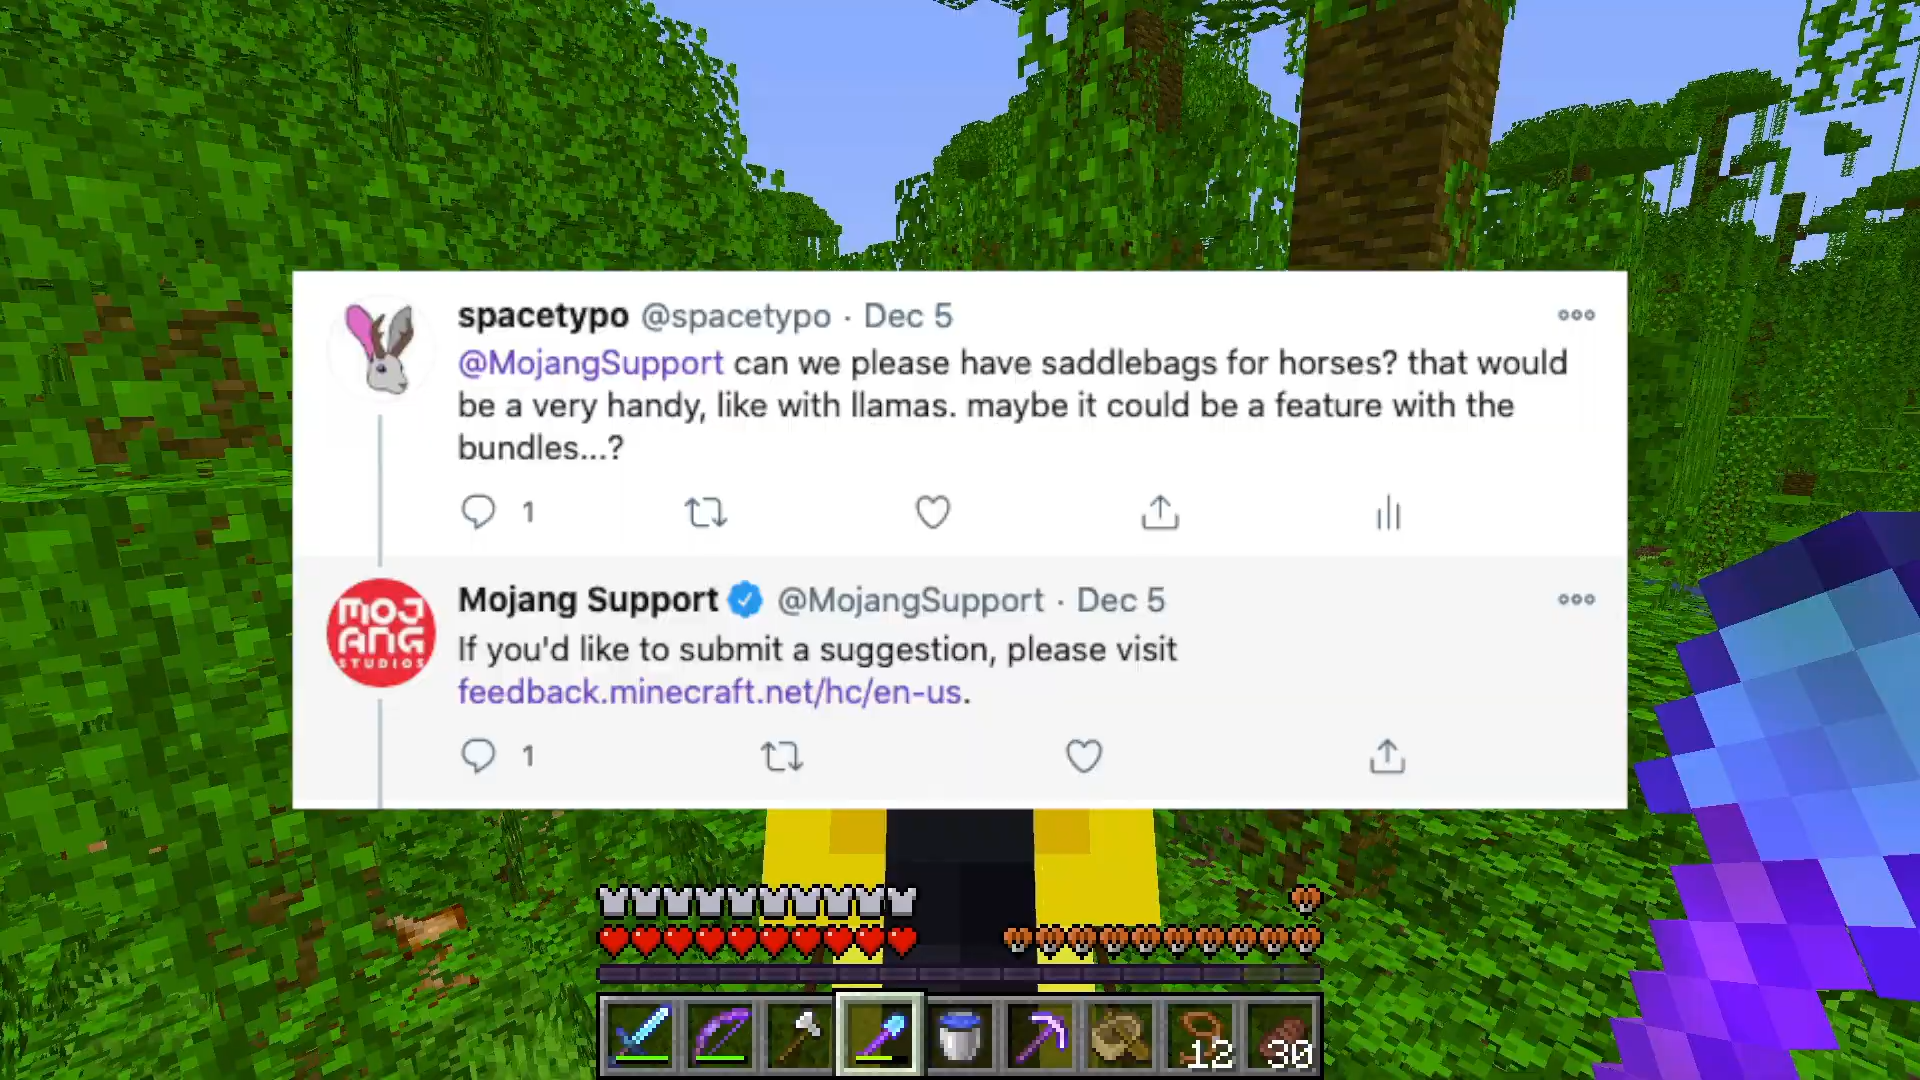 spacetypo @spacetypo · Dec 5
@MojangSupport can we please have saddlebags for horses? that would
be a very handy, like with llamas. maybe it could be a feature with the
bundles...?
1
MOJ
ANG
STUDIOS
Mojang Support @MojangSupport · Dec 5
If you'd like to submit a suggestion, please visit
feedback.minecraft.net/hc/en-us.
1
12 30